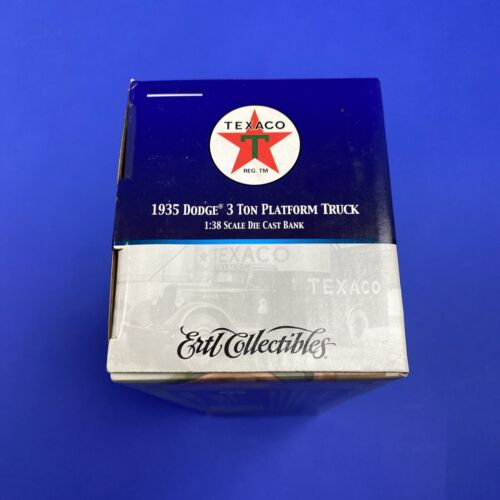 TEXACO
T
REG. TM
1935 DODGE® 3 TON PLATFORM TRUCK
1:38 SCALE DIE CAST BANK
TEXACO
TEXACO
TEXACO
Ertl Collectibles